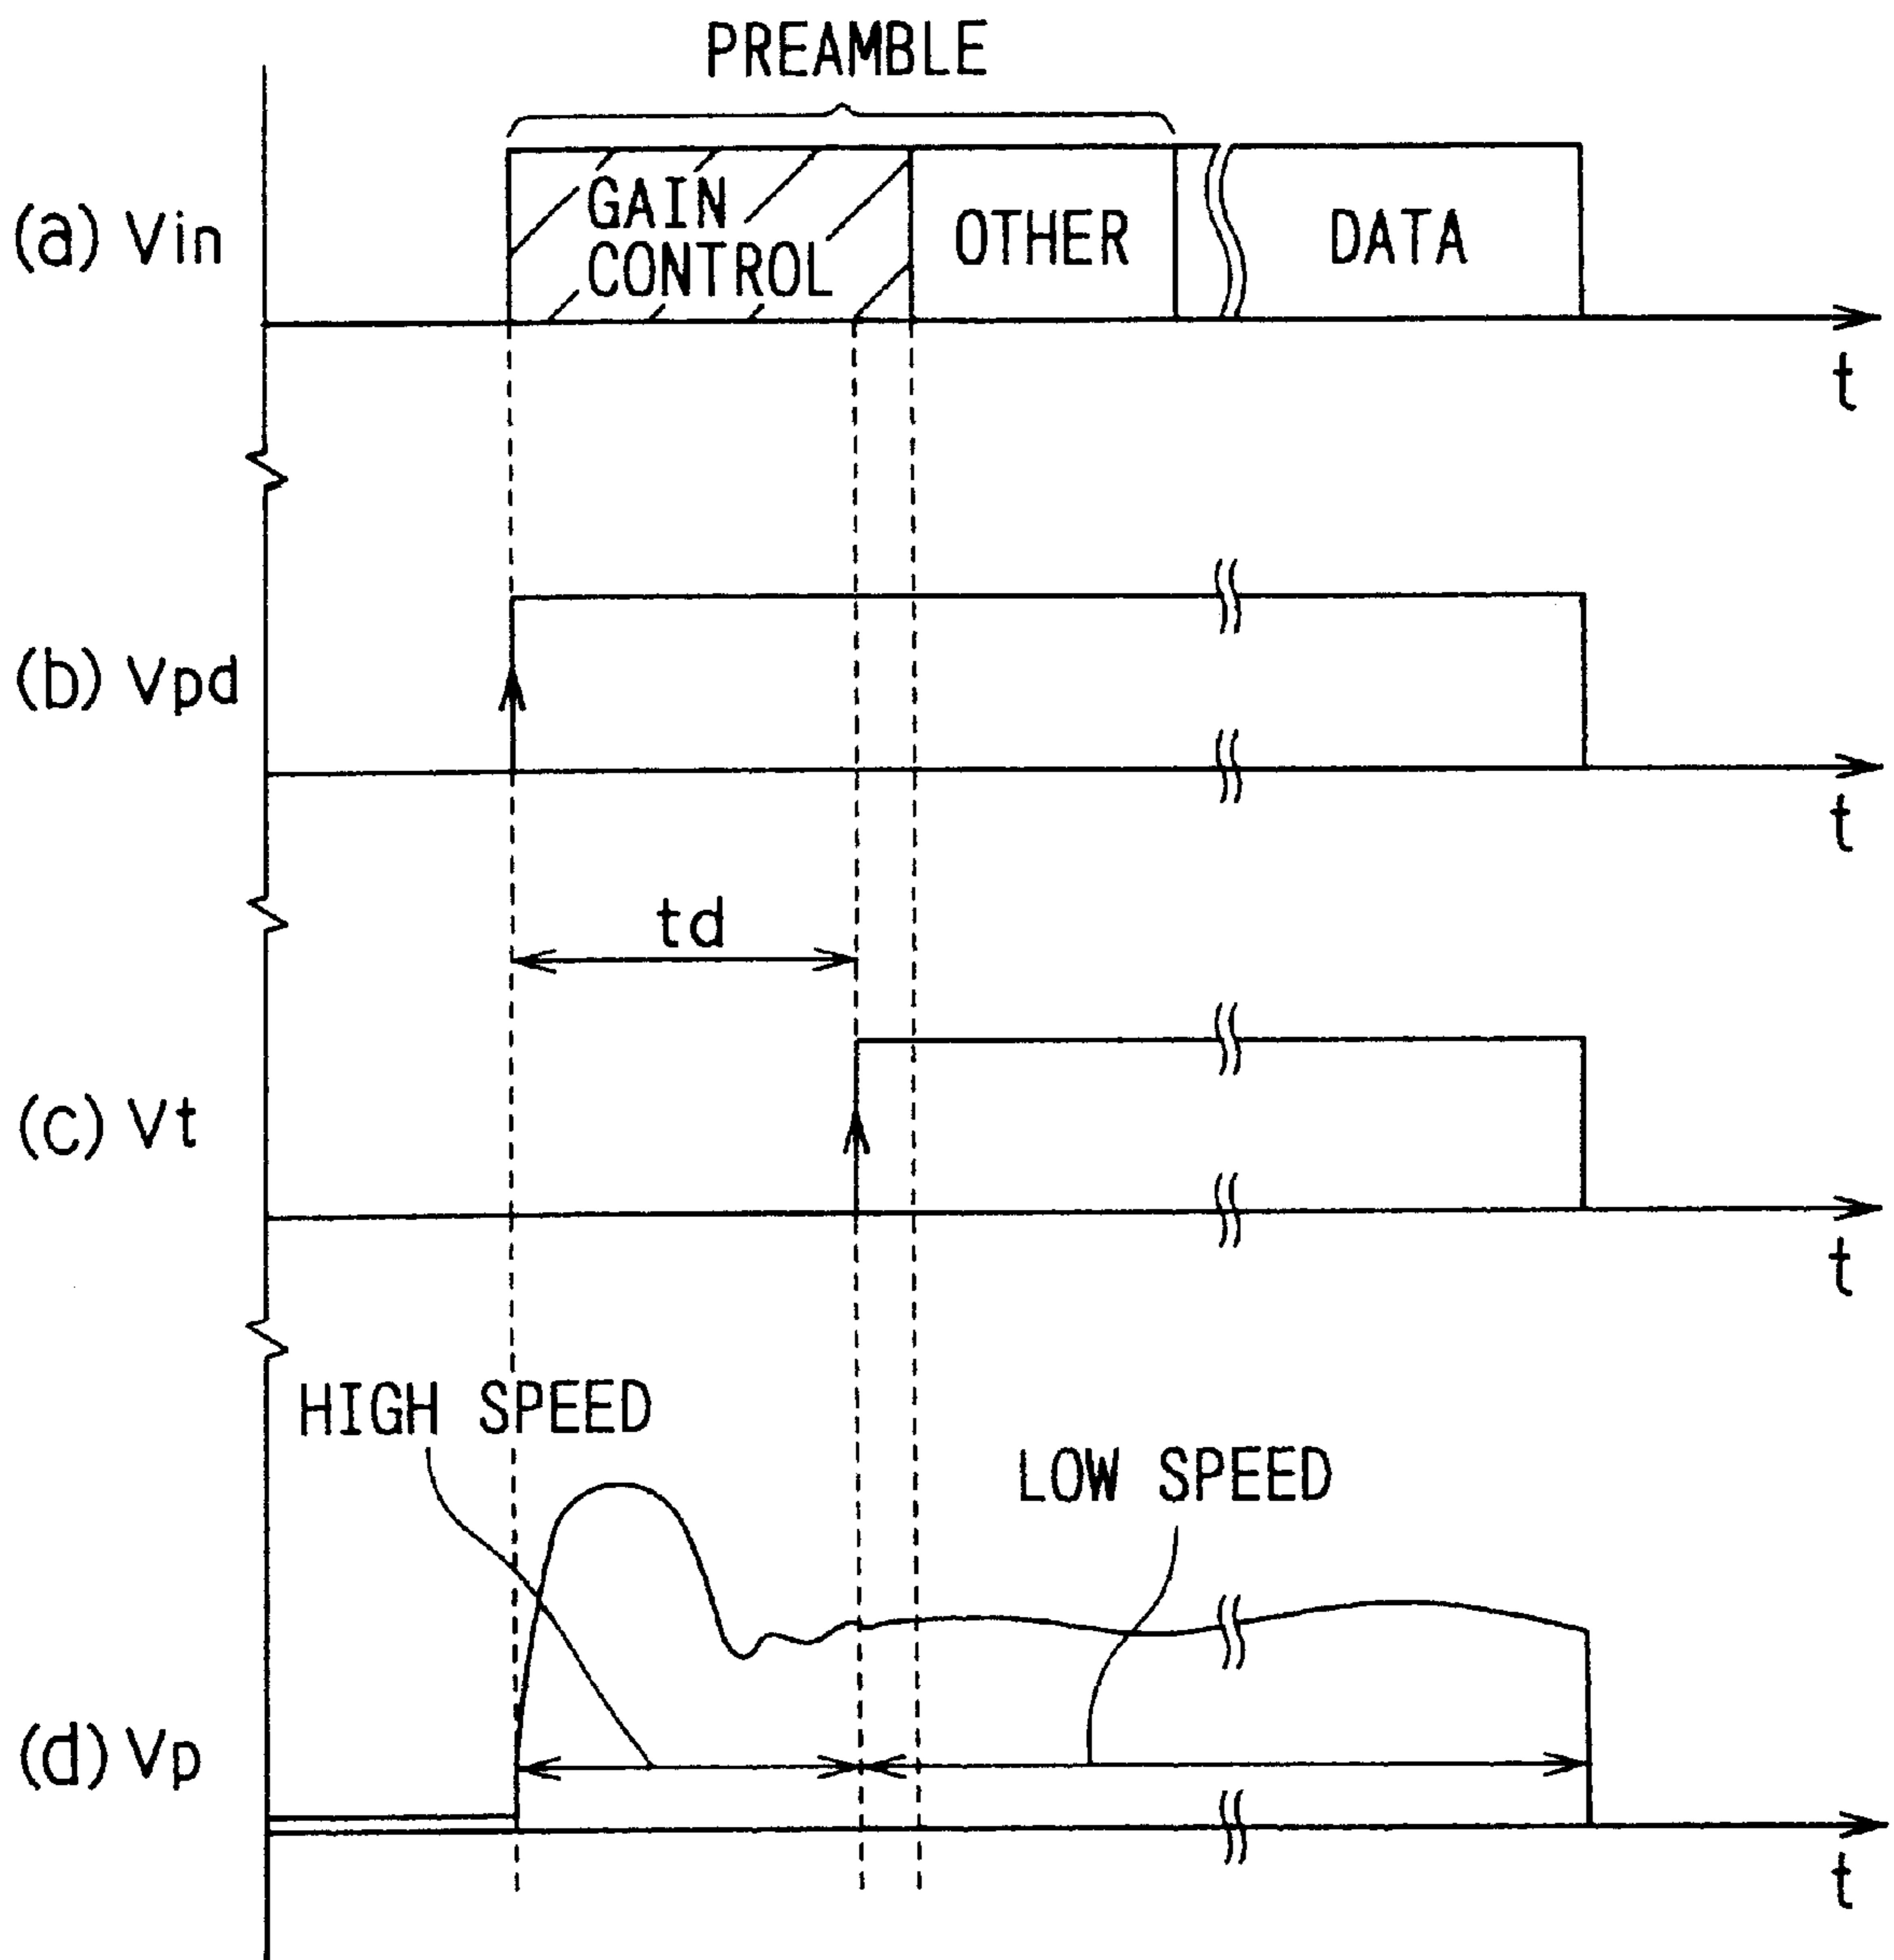 PREAMBLE
(a) Vin
GAIN
CONTROL
OTHER
DATA
t
(b) Vpd
t
td
(c) Vt
t
HIGH SPEED
LOW SPEED
(d) Vp
t